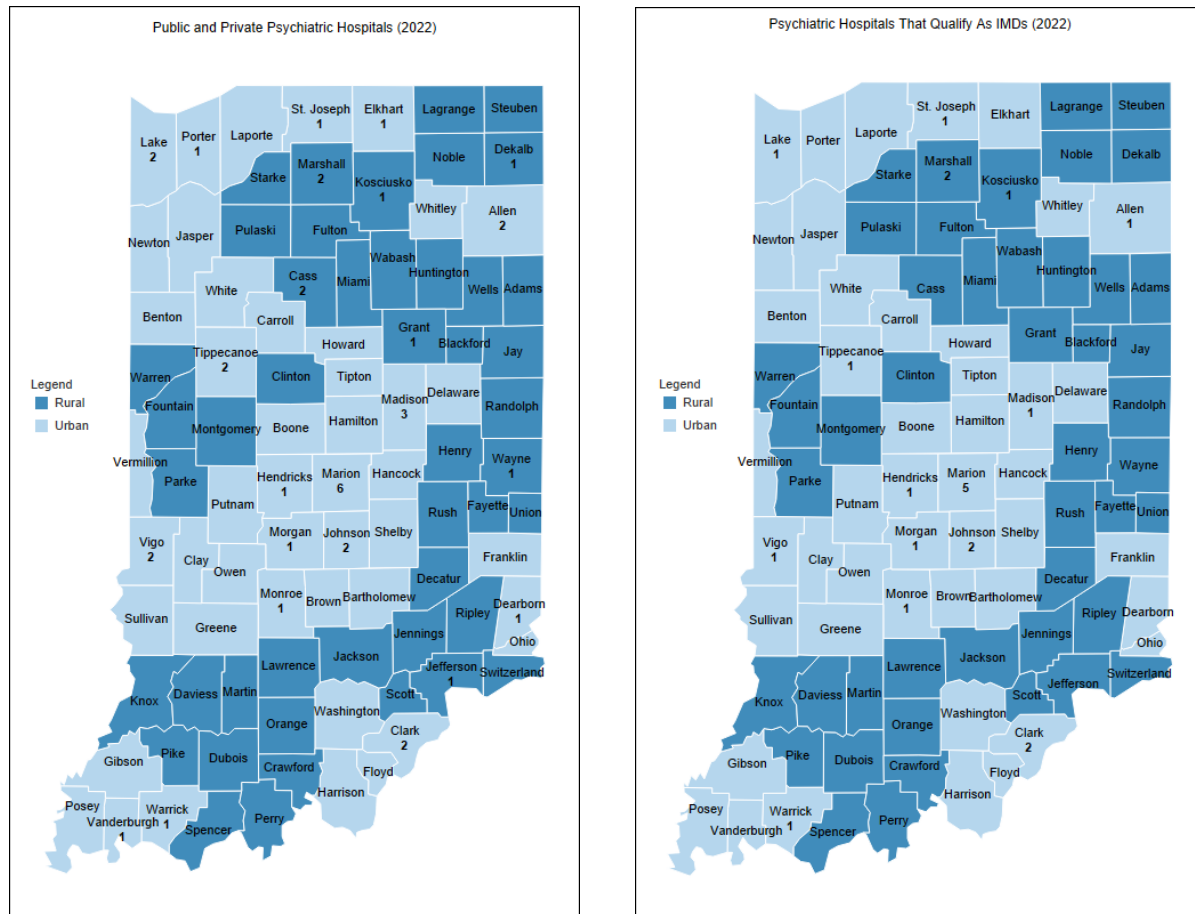 Public and Private Psychiatric Hospitals (2022)
St. Joseph
1
Elkhart
1
Lagrange
Steuben
Lake
2
Porter
1
Laporte
Noble
Dekalb
1
Starke
Marshall
2
Kosciusko
1
Whitley
Allen
2
Newton
Jasper
Pulaski
Fulton
Wabash
Huntington
White
Cass
2
Miami
Wells
Adams
Benton
Carroll
Howard
Grant
1
Blackford
Jay
Tippecanoe
2
Warren
Clinton
Tipton
Madison
3
Delaware
Legend
Rural
Urban
Fountain
Montgomery
Boone
Hamilton
Randolph
Vermillion
Parke
Hendricks
1
Marion
6
Hancock
Henry
Wayne
1
Putnam
Rush
Fayette
Union
Vigo
2
Clay
Owen
Morgan
1
Johnson
2
Shelby
Franklin
Decatur
Sullivan
Greene
Monroe
1
Brown
Bartholomew
Ripley
Dearborn
1
Ohio
Jennings
Jackson
Lawrence
Jefferson
1
Switzerland
Knox
Daviess
Martin
Scott
Orange
Washington
Clark
2
Gibson
Pike
Dubois
Crawford
Floyd
Harrison
Posey
Vanderburgh
1
Warrick
1
Spencer
Perry
Psychiatric Hospitals That Qualify As IMDs (2022)
St. Joseph
1
Elkhart
Lagrange
Steuben
Lake
1
Porter
Laporte
Noble
Dekalb
Starke
Marshall
2
Kosciusko
1
Whitley
Allen
1
Newton
Jasper
Pulaski
Fulton
Wabash
Huntington
White
Cass
Miami
Wells
Adams
Benton
Carroll
Howard
Grant
Blackford
Jay
Tippecanoe
1
Warren
Clinton
Tipton
Madison
1
Delaware
Legend
Rural
Urban
Fountain
Montgomery
Boone
Hamilton
Randolph
Vermillion
Parke
Hendricks
1
Marion
5
Hancock
Henry
Wayne
Putnam
Rush
Fayette
Union
Vigo
1
Clay
Owen
Morgan
1
Johnson
2
Shelby
Franklin
Decatur
Sullivan
Greene
Monroe
1
Brown
Bartholomew
Ripley
Dearborn
Ohio
Jennings
Jackson
Lawrence
Jefferson
Switzerland
Knox
Daviess
Martin
Scott
Orange
Washington
Clark
2
Gibson
Pike
Dubois
Crawford
Floyd
Harrison
Posey
Vanderburgh
Warrick
1
Spencer
Perry